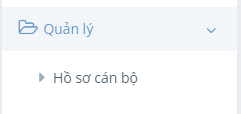 Quản lý
Hồ sơ cán bộ